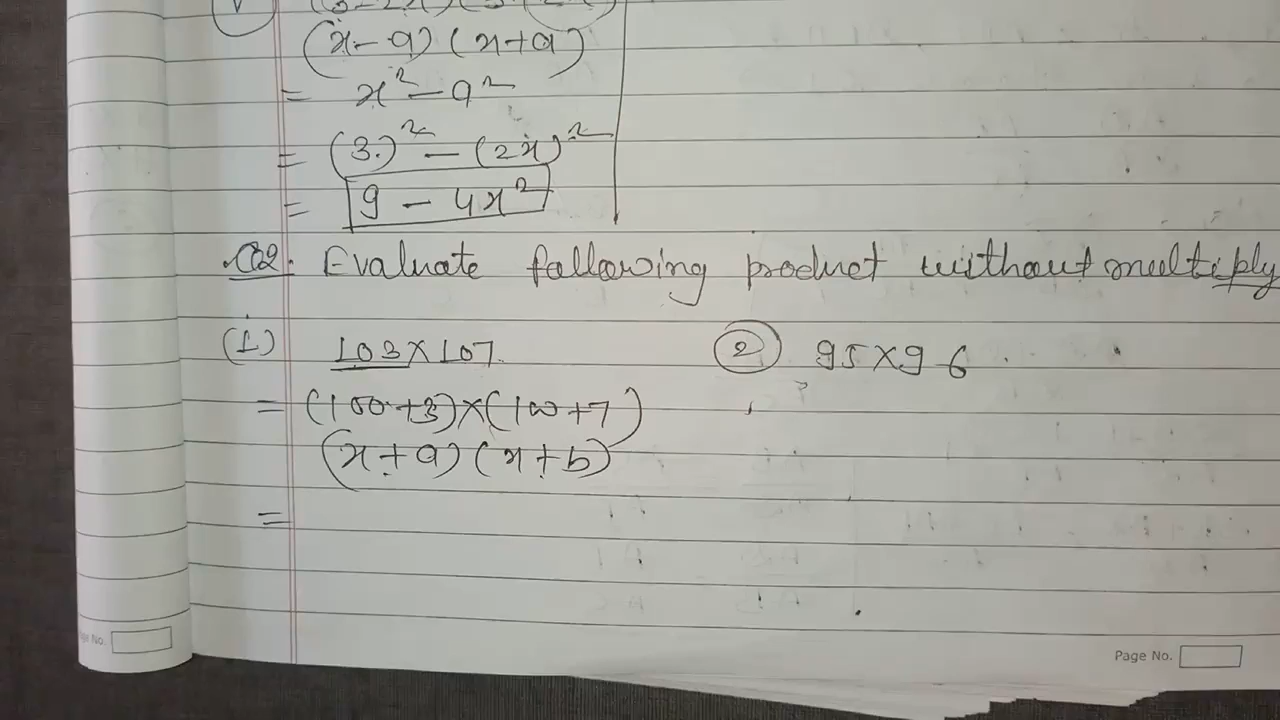 (x-a) (x+a)
= x² - a²
= (3.)² - (2x)²
= 9 - 4x²
Q2. Evaluate following product without multiply
(1) 103 X 107.
② 95 X 96
= (100+3)×(100+7)
(x+a) (x+b)
=
Page No.
Page No.